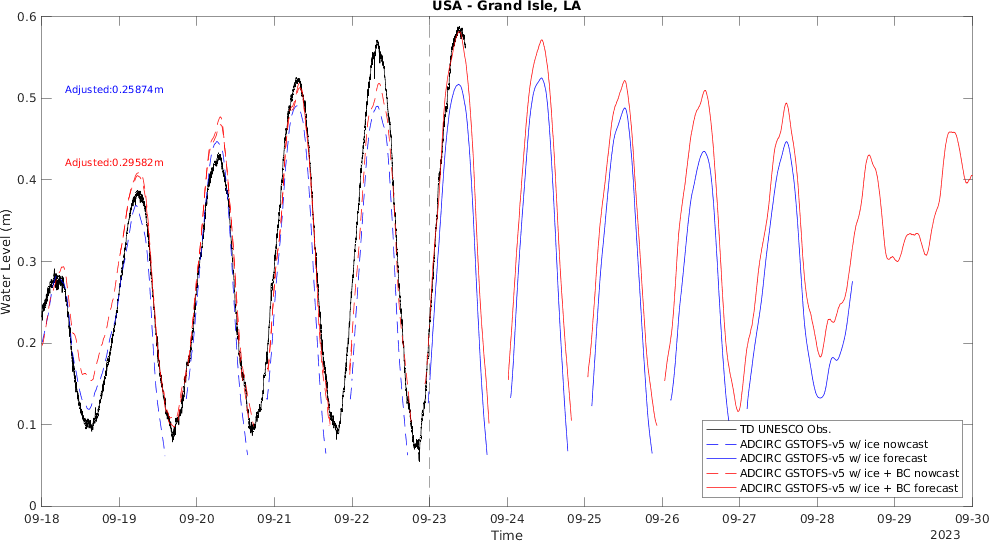 USA - Grand Isle, LA
0.6
0.5
0.4
0.3
0.2
0.1
0
Water Level (m)
Adjusted:0.25874m
Adjusted:0.29582m
TD UNESCO Obs.
ADCIRC GSTOFS-v5 w/ ice nowcast
ADCIRC GSTOFS-v5 w/ ice forecast
ADCIRC GSTOFS-v5 w/ ice + BC nowcast
ADCIRC GSTOFS-v5 w/ ice + BC forecast
09-18 09-19 09-20 09-21 09-22 09-23 09-24 09-25 09-26 09-27 09-28 09-29 09-30
Time
2023